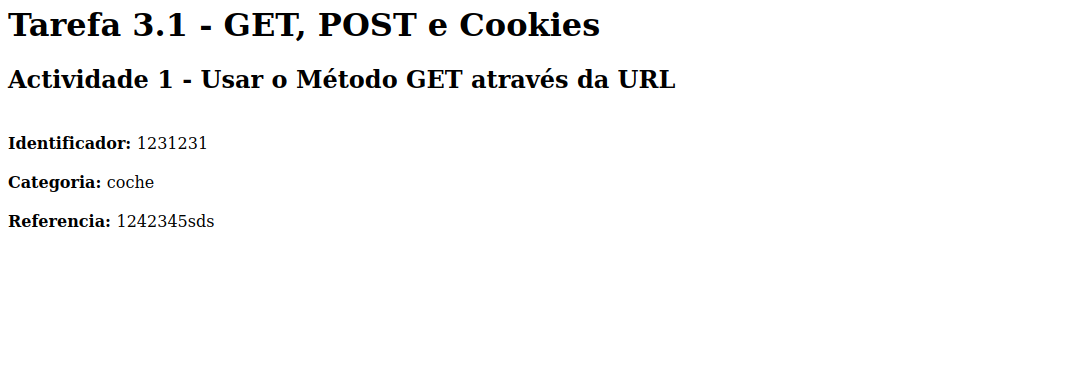 Tarefa 3.1 - GET, POST e Cookies
Actividade 1 - Usar o Método GET através da URL
Identificador: 1231231
Categoria: coche
Referencia: 1242345sds